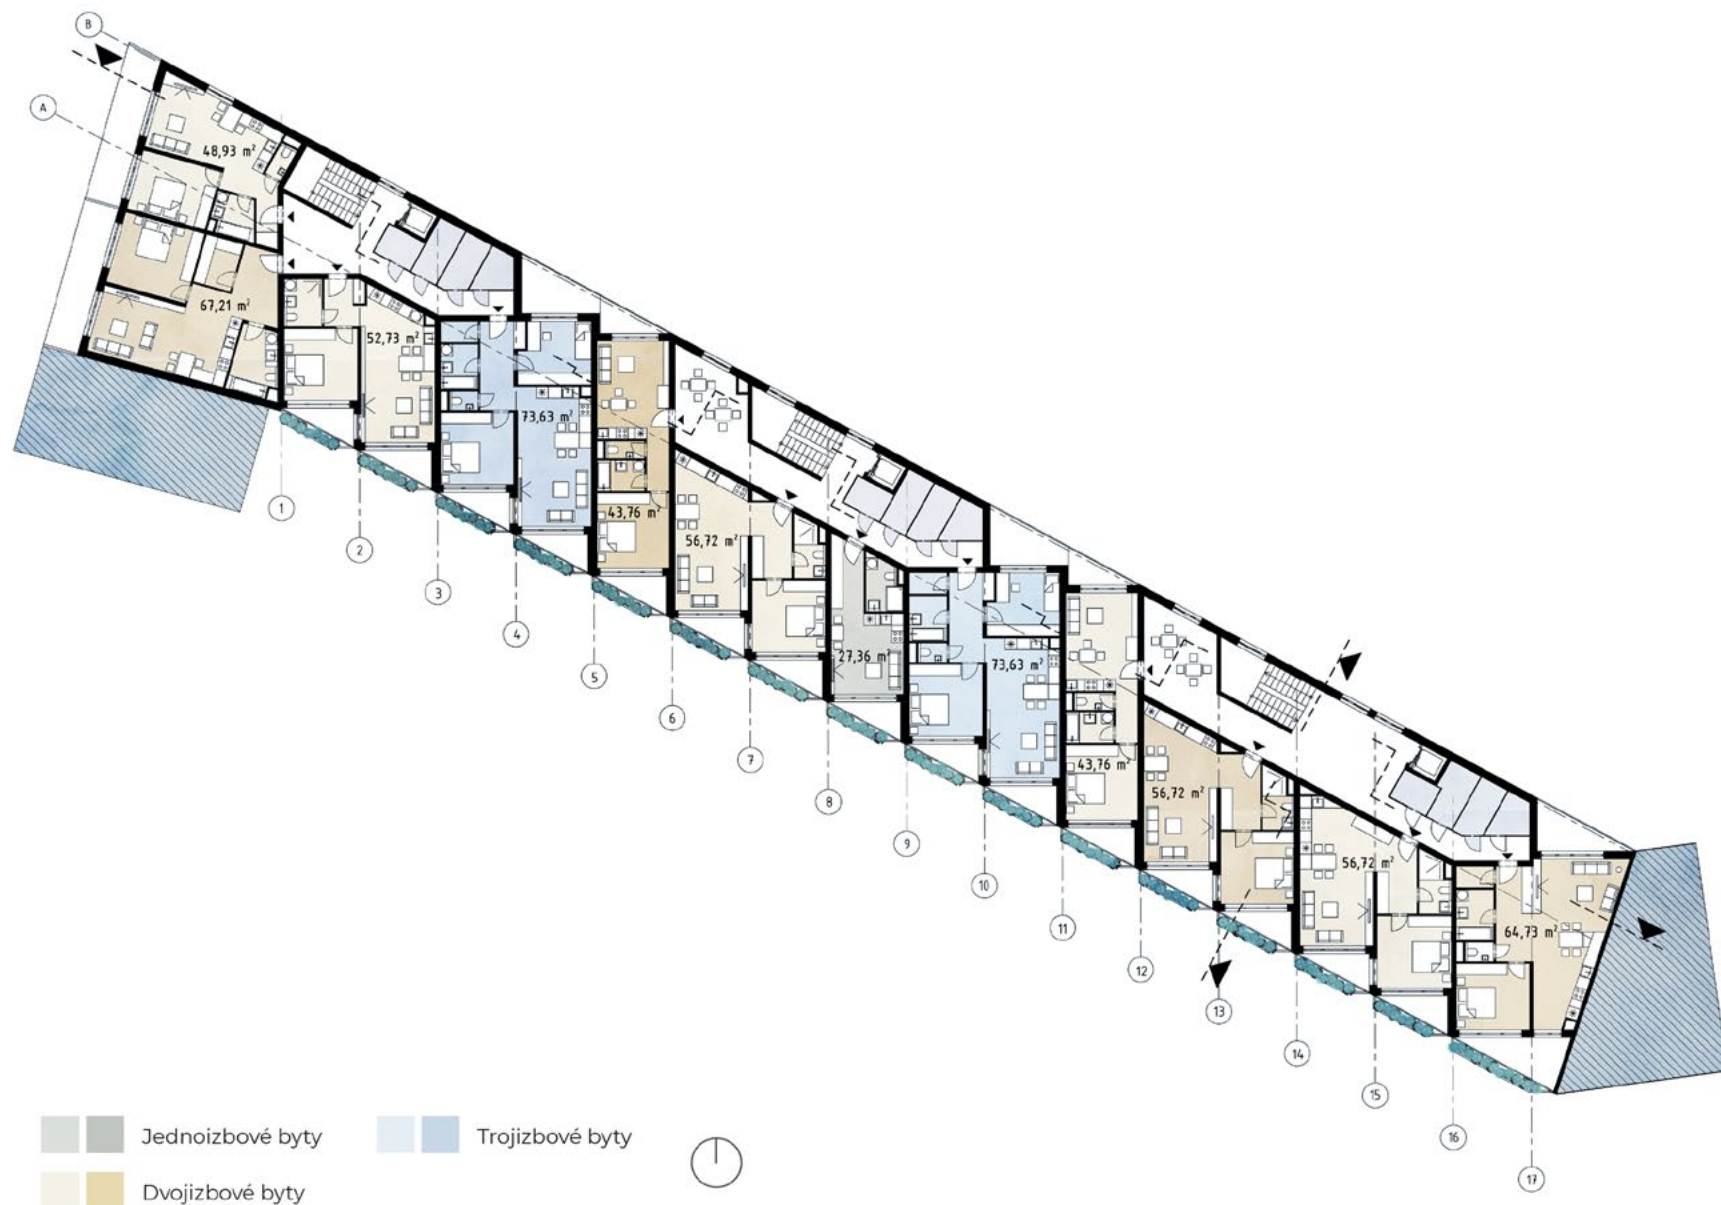 B
A
48,93 m²
67,21 m²
52,73 m²
73,63 m²
43,76 m²
56,72 m²
27,36 m²
73,63 m²
43,76 m²
56,72 m²
56,72 m²
64,73 m²
1
2
3
4
5
6
7
8
9
10
11
12
13
14
15
16
17
Jednoizbové byty
Trojizbové byty
Dvojizbové byty